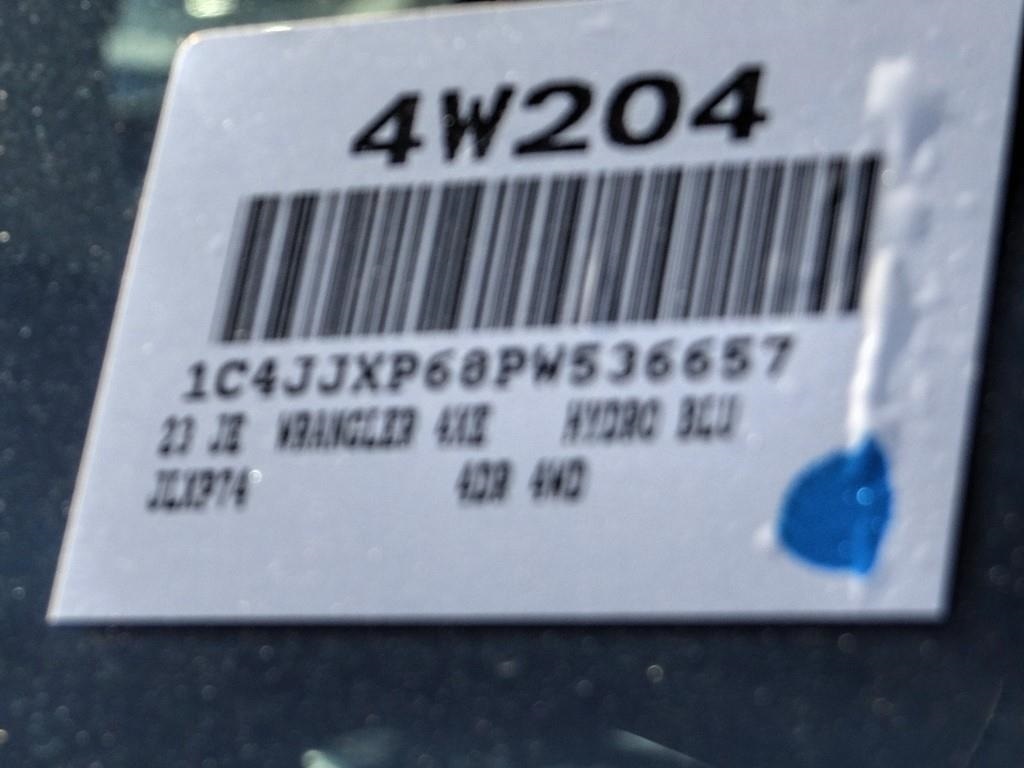 4W204
1C4JJXP68PW536657
23 JE WRANGLER 4XE HYDRO BLU
JLXP74 4DR 4WD